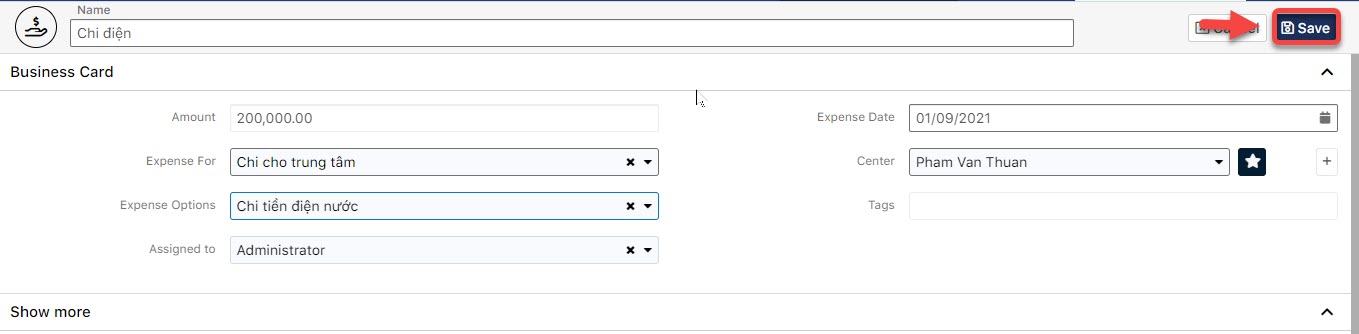 Name
Chi điện
Save
Business Card
Amount 200,000.00 Expense Date 01/09/2021
Expense For Chi cho trung tâm Center Pham Van Thuan
Expense Options Chi tiền điện nước Tags
Assigned to Administrator
Show more